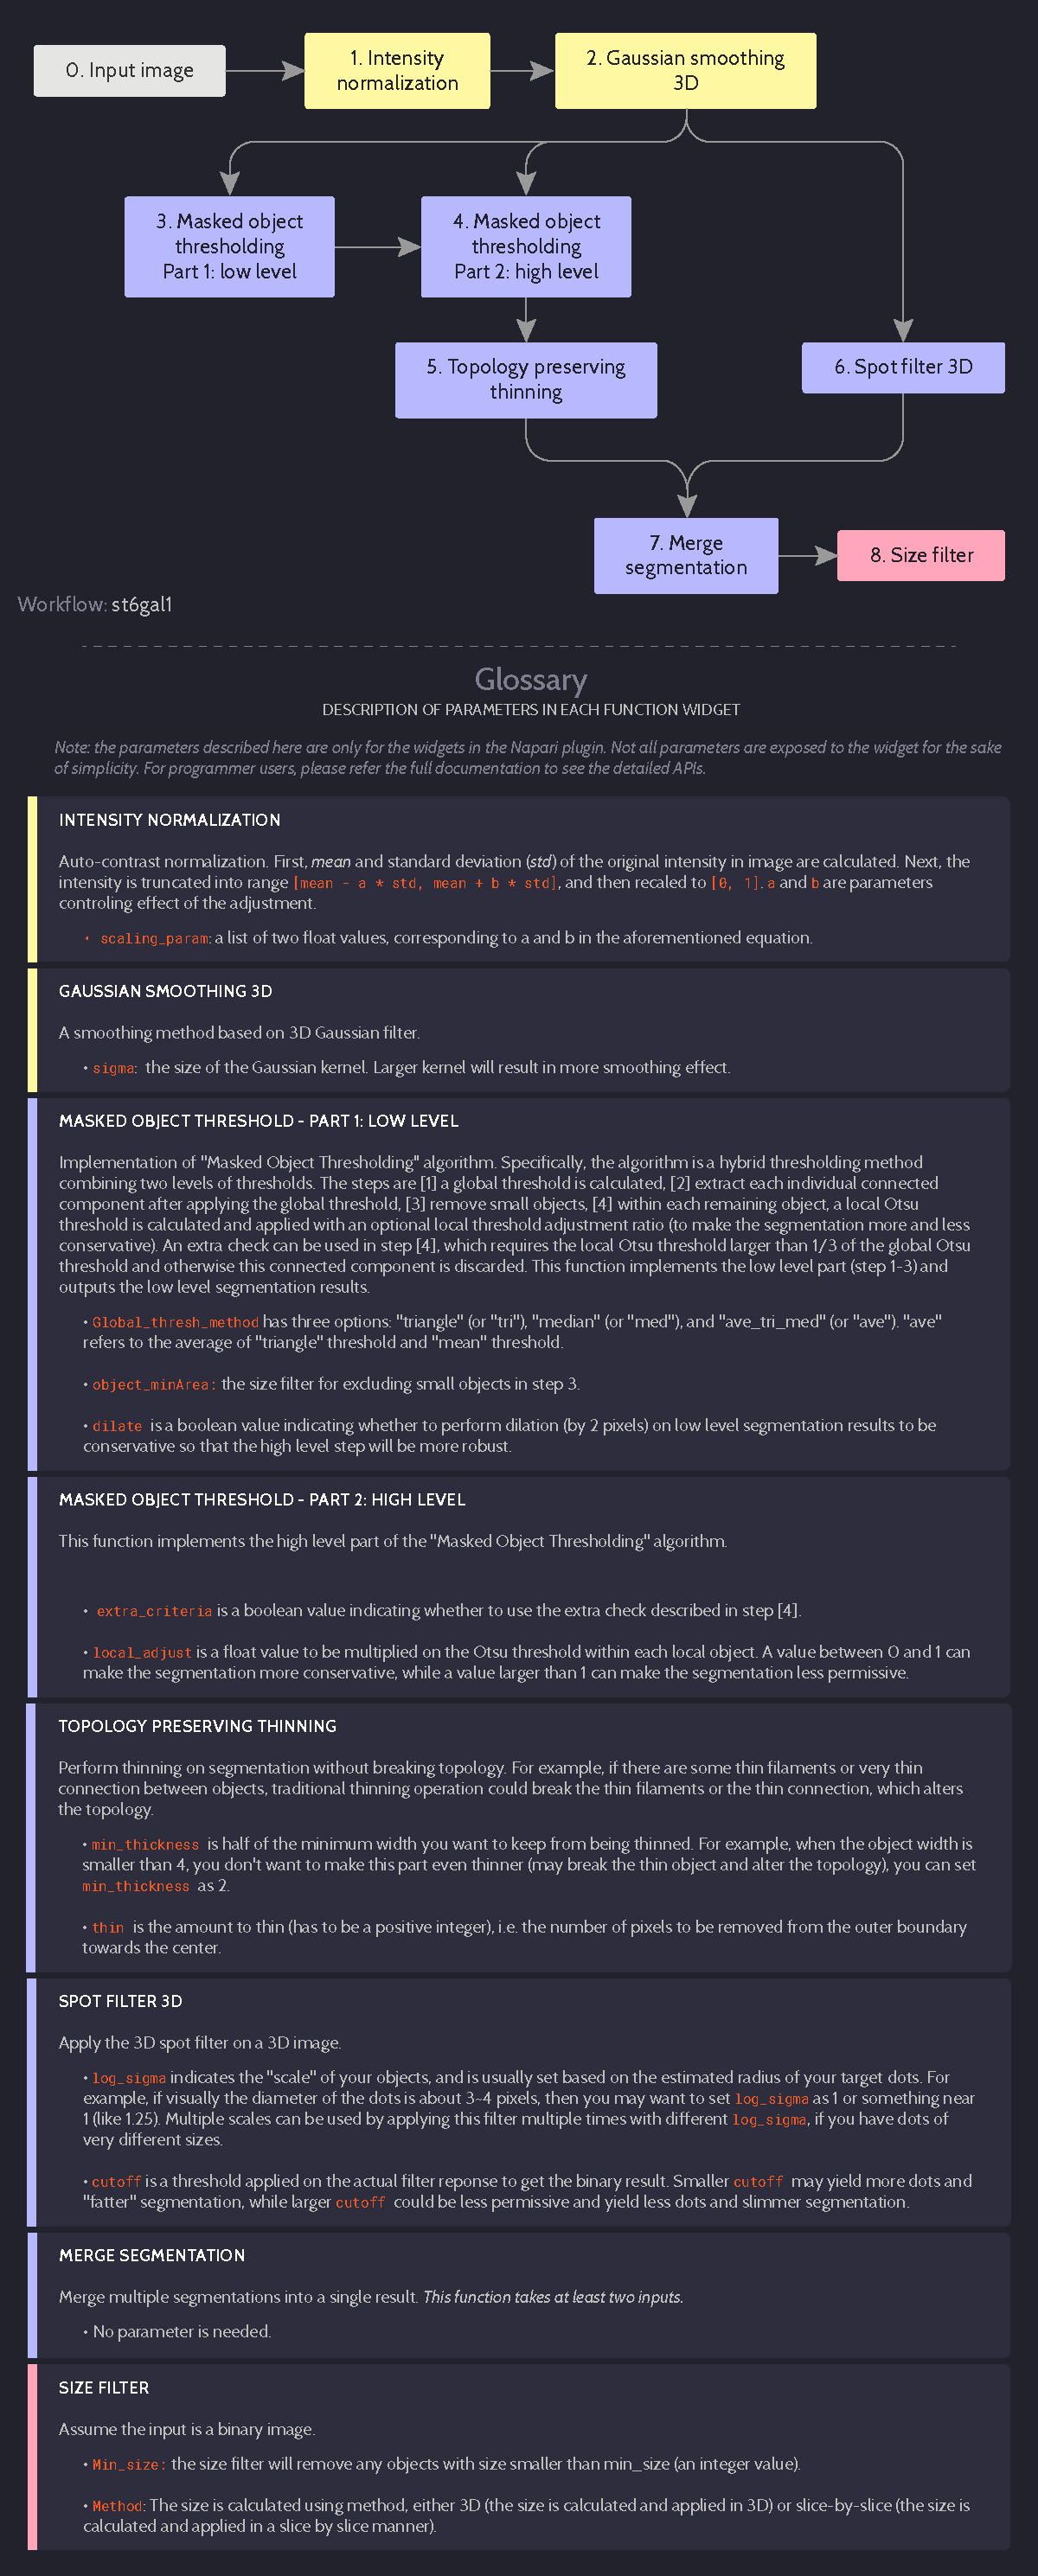 0. Input image
1. Intensity
normalization
2. Gaussian smoothing
3D
3. Masked object
thresholding
Part 1: low level
4. Masked object
thresholding
Part 2: high level
5. Topology preserving
thinning
6. Spot filter 3D
7. Merge
segmentation
8. Size filter
Workflow: st6gal1
Glossary
DESCRIPTION OF PARAMETERS IN EACH FUNCTION WIDGET
Note: the parameters described here are only for the widgets in the Napari plugin. Not all parameters are exposed to the widget for the sake
of simplicity. For programmer users, please refer the full documentation to see the detailed APIs.
INTENSITY NORMALIZATION
Auto-contrast normalization. First, mean and standard deviation (std) of the original intensity in image are calculated. Next, the
intensity is truncated into range [mean - a * std, mean + b * std], and then recaled to [0, 1]. a and b are parameters
controling effect of the adjustment.
• scaling_param: a list of two float values, corresponding to a and b in the aforementioned equation.
GAUSSIAN SMOOTHING 3D
A smoothing method based on 3D Gaussian filter.
• sigma: the size of the Gaussian kernel. Larger kernel will result in more smoothing effect.
MASKED OBJECT THRESHOLD - PART 1: LOW LEVEL
Implementation of "Masked Object Thresholding" algorithm. Specifically, the algorithm is a hybrid thresholding method
combining two levels of thresholds. The steps are [1] a global threshold is calculated, [2] extract each individual connected
component after applying the global threshold, [3] remove small objects, [4] within each remaining object, a local Otsu
threshold is calculated and applied with an optional local threshold adjustment ratio (to make the segmentation more and less
conservative). An extra check can be used in step [4], which requires the local Otsu threshold larger than 1/3 of the global Otsu
threshold and otherwise this connected component is discarded. This function implements the low level part (step 1-3) and
outputs the low level segmentation results.
• Global_thresh_method has three options: "triangle" (or "tri"), "median" (or "med"), and "ave_tri_med" (or "ave"). "ave"
refers to the average of "triangle" threshold and "mean" threshold.
• object_minArea: the size filter for excluding small objects in step 3.
• dilate is a boolean value indicating whether to perform dilation (by 2 pixels) on low level segmentation results to be
conservative so that the high level step will be more robust.
MASKED OBJECT THRESHOLD - PART 2: HIGH LEVEL
This function implements the high level part of the "Masked Object Thresholding" algorithm.
• extra_criteria is a boolean value indicating whether to use the extra check described in step [4].
• local_adjust is a float value to be multiplied on the Otsu threshold within each local object. A value between 0 and 1 can
make the segmentation more conservative, while a value larger than 1 can make the segmentation less permissive.
TOPOLOGY PRESERVING THINNING
Perform thinning on segmentation without breaking topology. For example, if there are some thin filaments or very thin
connection between objects, traditional thinning operation could break the thin filaments or the thin connection, which alters
the topology.
• min_thickness is half of the minimum width you want to keep from being thinned. For example, when the object width is
smaller than 4, you don't want to make this part even thinner (may break the thin object and alter the topology), you can set
min_thickness as 2.
• thin is the amount to thin (has to be a positive integer), i.e. the number of pixels to be removed from the outer boundary
towards the center.
SPOT FILTER 3D
Apply the 3D spot filter on a 3D image.
• log_sigma indicates the "scale" of your objects, and is usually set based on the estimated radius of your target dots. For
example, if visually the diameter of the dots is about 3~4 pixels, then you may want to set log_sigma as 1 or something near
1 (like 1.25). Multiple scales can be used by applying this filter multiple times with different log_sigma, if you have dots of
very different sizes.
• cutoff is a threshold applied on the actual filter reponse to get the binary result. Smaller cutoff may yield more dots and
"fatter" segmentation, while larger cutoff could be less permissive and yield less dots and slimmer segmentation.
MERGE SEGMENTATION
Merge multiple segmentations into a single result. This function takes at least two inputs.
• No parameter is needed.
SIZE FILTER
Assume the input is a binary image.
• Min_size: the size filter will remove any objects with size smaller than min_size (an integer value).
• Method: The size is calculated using method, either 3D (the size is calculated and applied in 3D) or slice-by-slice (the size is
calculated and applied in a slice by slice manner).